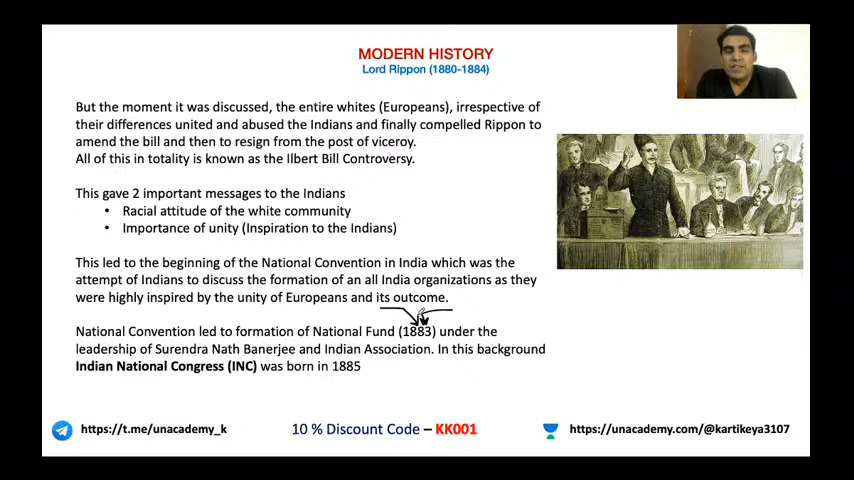 MODERN HISTORY
Lord Rippon (1880-1884)
But the moment it was discussed, the entire whites (Europeans), irrespective of
their differences united and abused the Indians and finally compelled Rippon to
amend the bill and then to resign from the post of viceroy.
All of this in totality is known as the Ilbert Bill Controversy.
This gave 2 important messages to the Indians
• Racial attitude of the white community
• Importance of unity (Inspiration to the Indians)
This led to the beginning of the National Convention in India which was the
attempt of Indians to discuss the formation of an all India organizations as they
were highly inspired by the unity of Europeans and its outcome.
National Convention led to formation of National Fund (1883) under the
leadership of Surendra Nath Banerjee and Indian Association. In this background
Indian National Congress (INC) was born in 1885
https://t.me/unacademy_k
10 % Discount Code – KK001
https://unacademy.com/@kartikeya3107